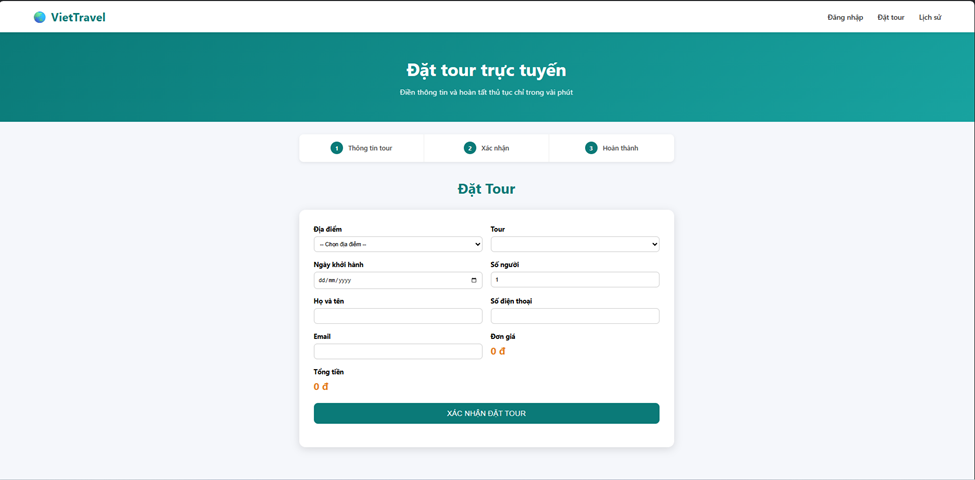 VietTravel
Đăng nhập
Đặt tour
Lịch sử
Đặt tour trực tuyến
Điền thông tin và hoàn tất thủ tục chỉ trong vài phút
1 Thông tin tour
2 Xác nhận
3 Hoàn thành
Đặt Tour
Địa điểm
-- Chọn địa điểm --
Tour
Ngày khởi hành
dd/mm/yyyy
Số người
1
Họ và tên
Số điện thoại
Email
Đơn giá
0 đ
Tổng tiền
0 đ
XÁC NHẬN ĐẶT TOUR